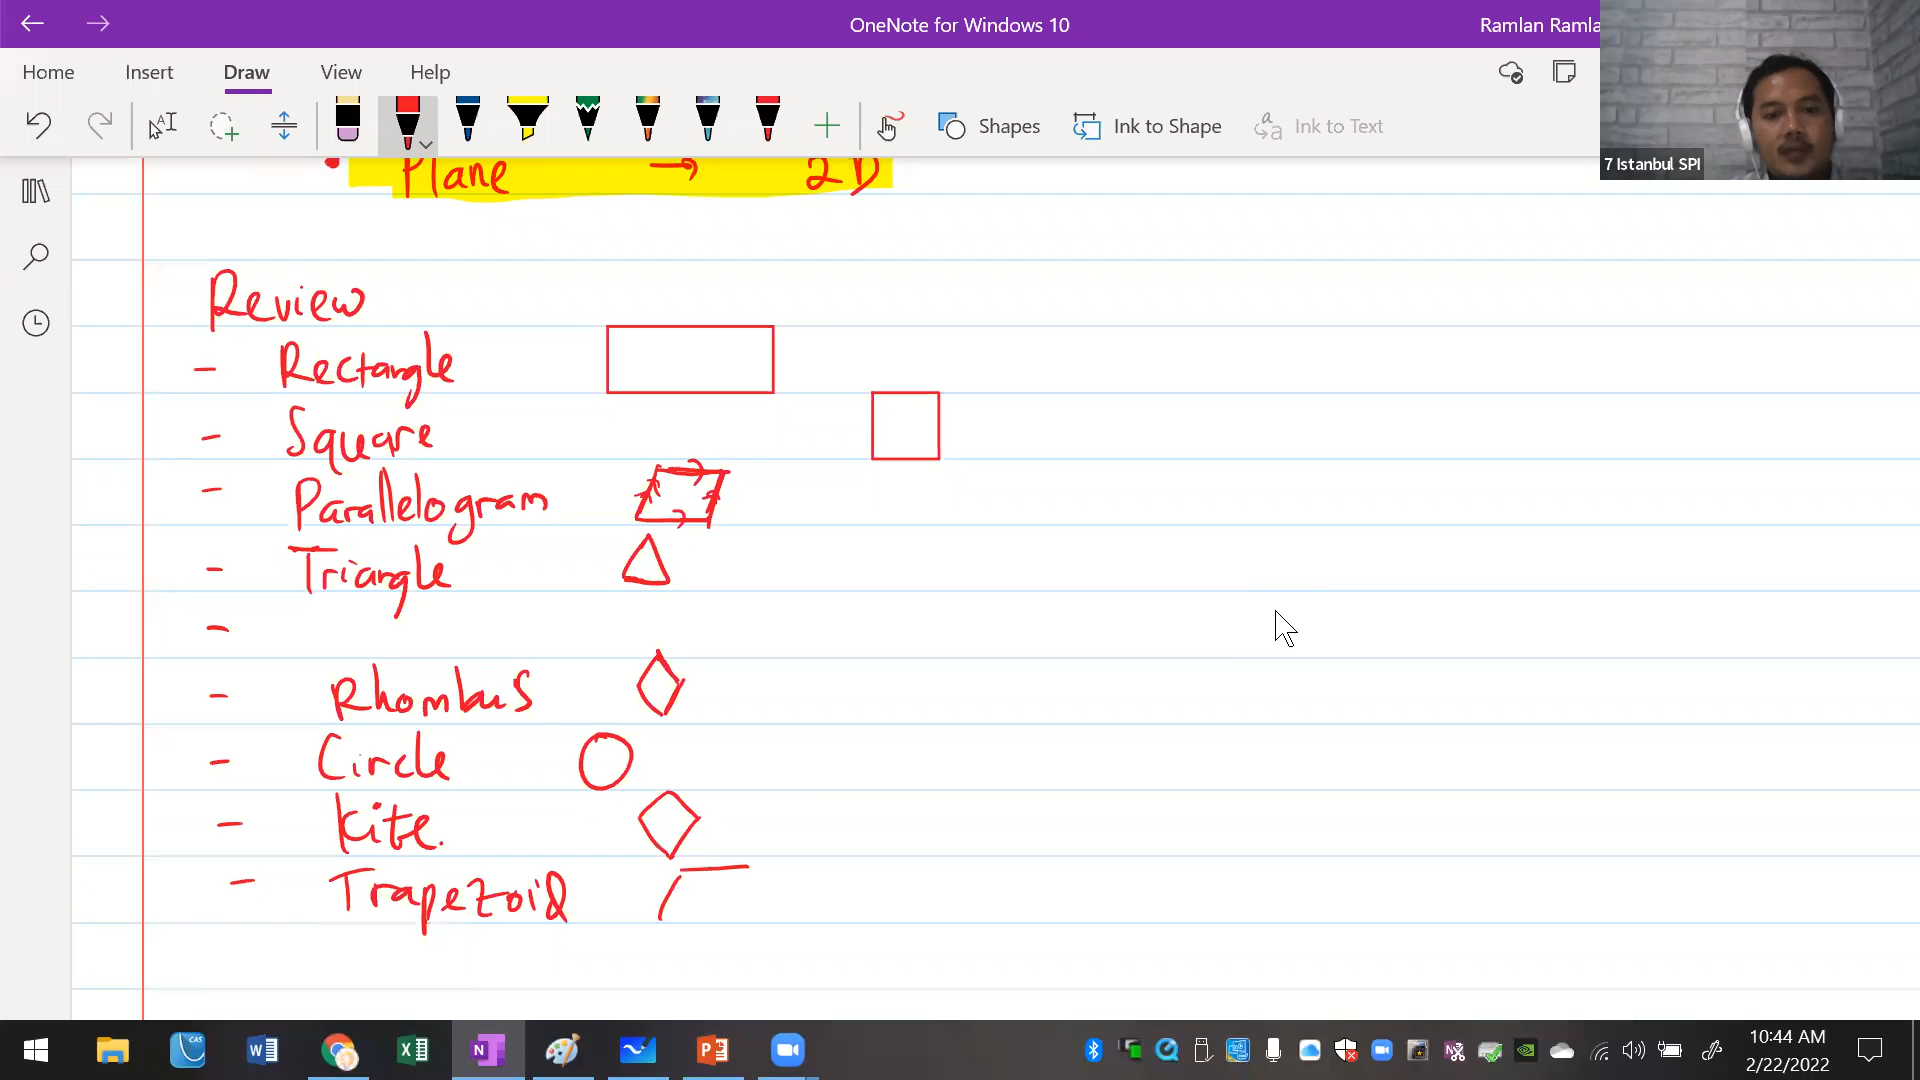 OneNote for Windows 10
Ramlan Ramla
Home Insert Draw View Help
Shapes Ink to Shape Ink to Text
7 Istanbul SPI
• Plane → 2D
Review
- Rectangle
- Square
- Parallelogram
- Triangle
-
- Rhombus
- Circle
- Kite.
- Trapezoid
10:44 AM
2/22/2022